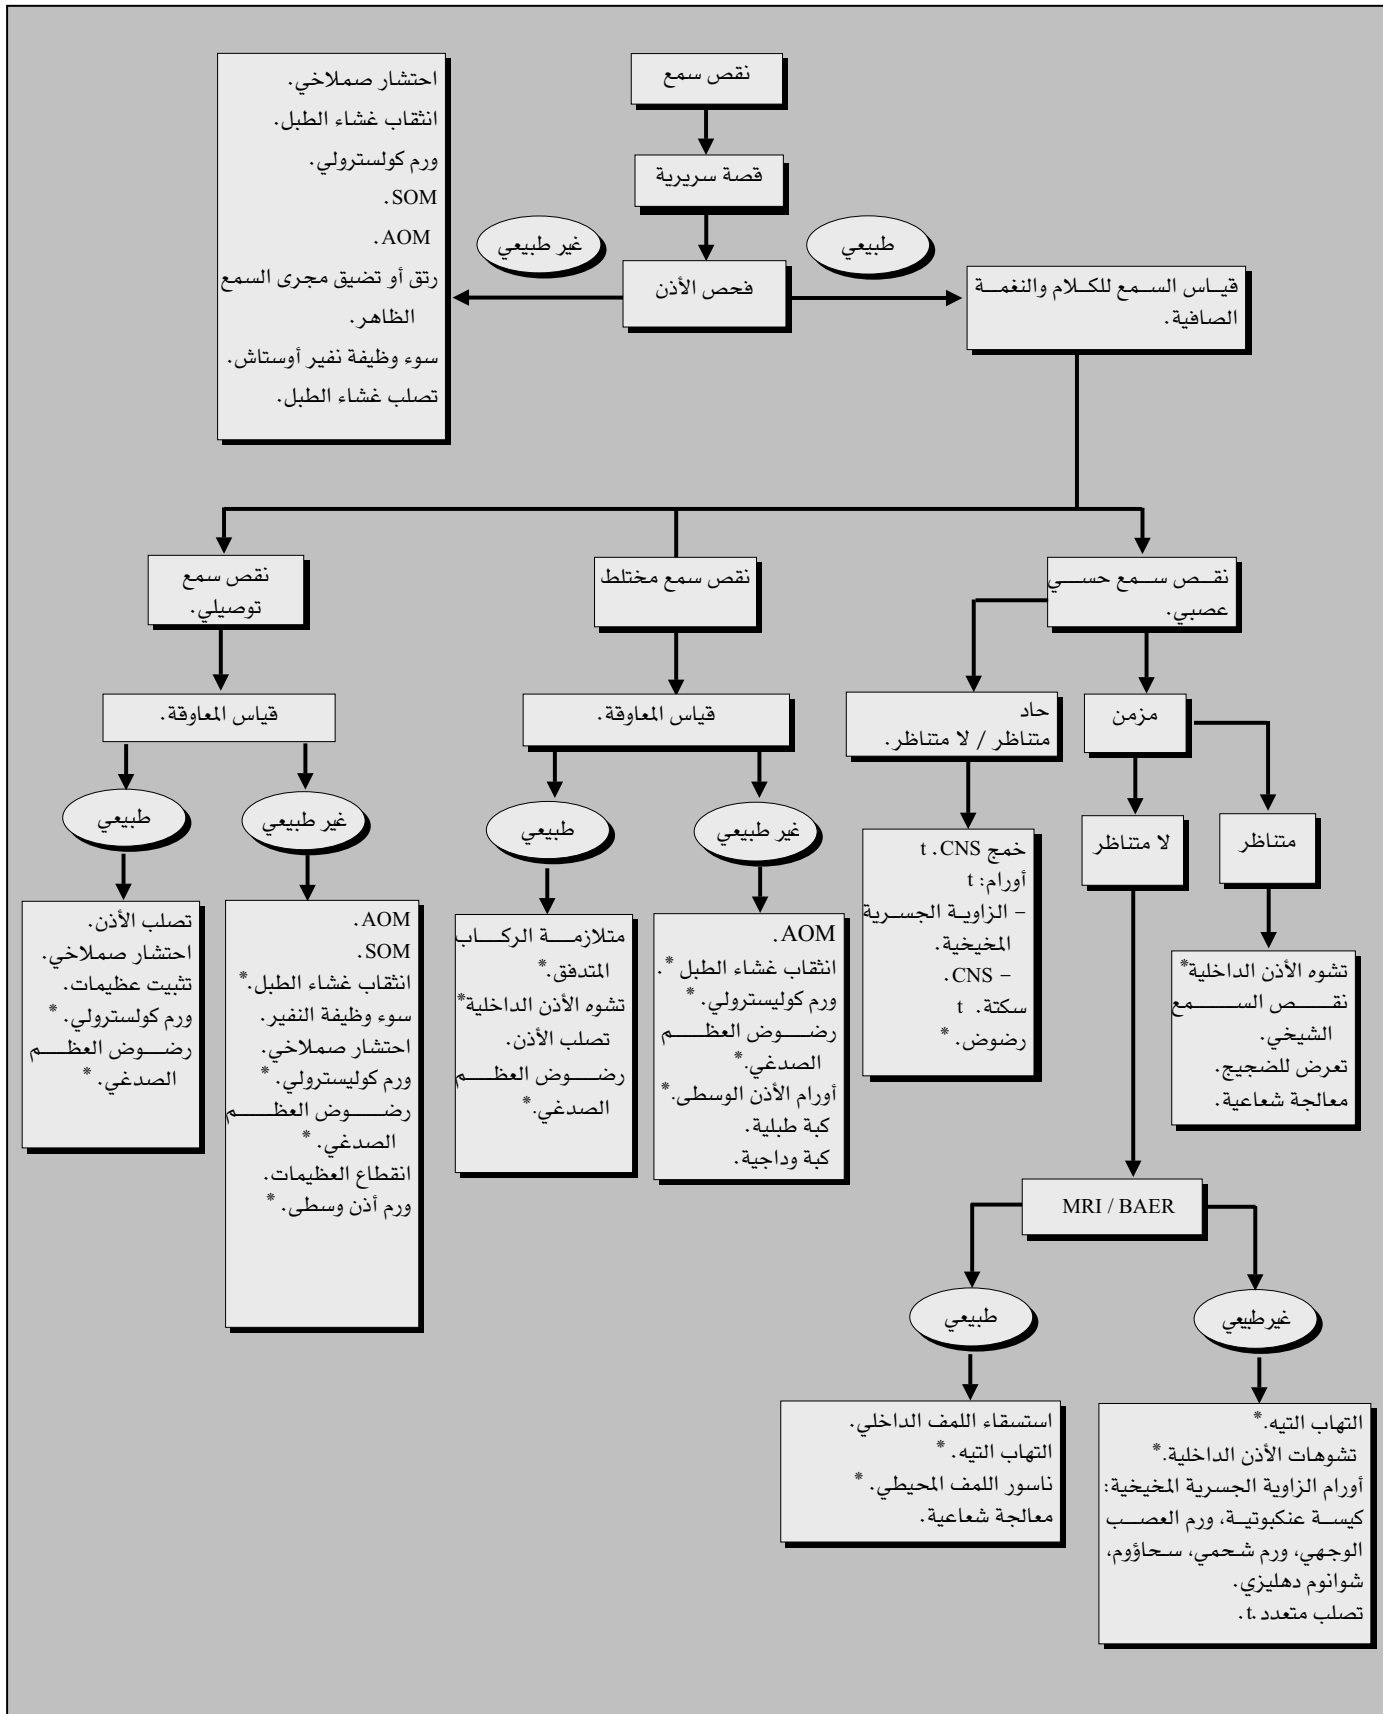 نقص سمع
قصة سريرية
فحص الأذن
غير طبيعي
طبيعي
احتشار صملاخي.
انثقاب غشاء الطبل.
ورم كولسترولي.
SOM.
AOM.
رتق أو تضيق مجرى السمع
الظاهر.
سوء وظيفة نفير أوستاش.
تصلب غشاء الطبل.
قياس السمع للكلام والنغمة
الصافية.
نقص سمع حسي
عصبي.
نقص سمع مختلط
نقص سمع
توصيلي.
حاد
متناظر / لا متناظر.
مزمن
قياس المعاوقة.
قياس المعاوقة.
متناظر
لا متناظر
غير طبيعي
طبيعي
غير طبيعي
طبيعي
تشوه الأذن الداخلية*
نقص السمع
الشيخي.
تعرض للضجيج.
معالجة شعاعية.
خمج CNS. t
أورام: t
– الزاوية الجسرية
المخيخية.
– CNS.
سكتة. t
رضوض. *
AOM.
انثقاب غشاء الطبل *.
ورم كوليسترولي. *
رضوض العظم
الصدغي.*
أورام الأذن الوسطى.*
كبة طبلية.
كبة وداجية.
متلازمة الركاب
المتدفق.*
تشوه الأذن الداخلية*
تصلب الأذن.
رضوض العظم
الصدغي.*
AOM.
SOM.
انثقاب غشاء الطبل.*
سوء وظيفة النفير.
احتشار صملاخي.
ورم كوليسترولي. *
رضوض العظم
الصدغي. *
انقطاع العظيمات.
ورم أذن وسطى. *
تصلب الأذن.
احتشار صملاخي.
تثبيت عظيمات.
ورم كولسترولي. *
رضوض العظم
الصدغي. *
MRI / BAER
غير طبيعي
طبيعي
التهاب التيه.*
تشوهات الأذن الداخلية.*
أورام الزاوية الجسرية المخيخية:
كيسة عنكبوتية، ورم العصب
الوجهي، ورم شحمي، سحاؤوم،
شوانوم دهليزي.
تصلب متعدد.t.
استسقاء اللمف الداخلي.
التهاب التيه. *
ناسور اللمف المحيطي. *
معالجة شعاعية.